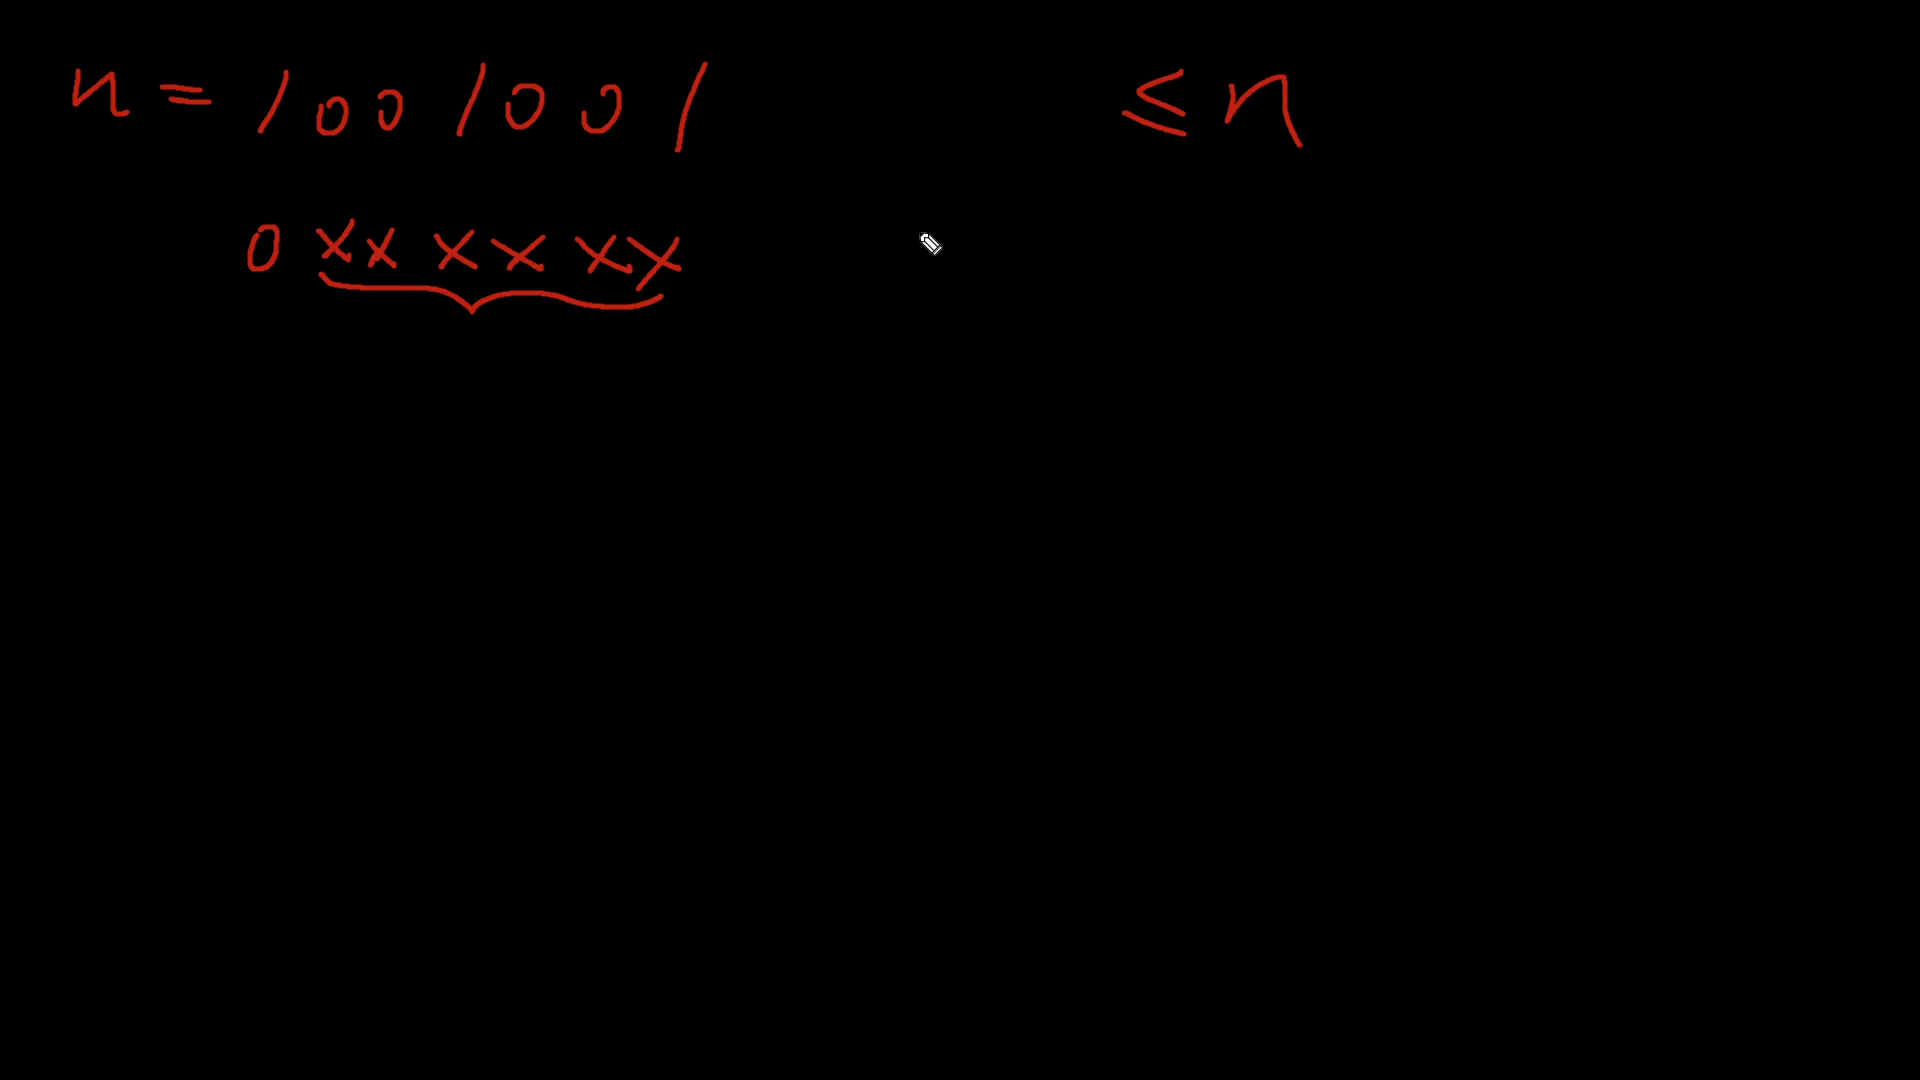 n = 1001001 ≤ n
0 xx xx xx